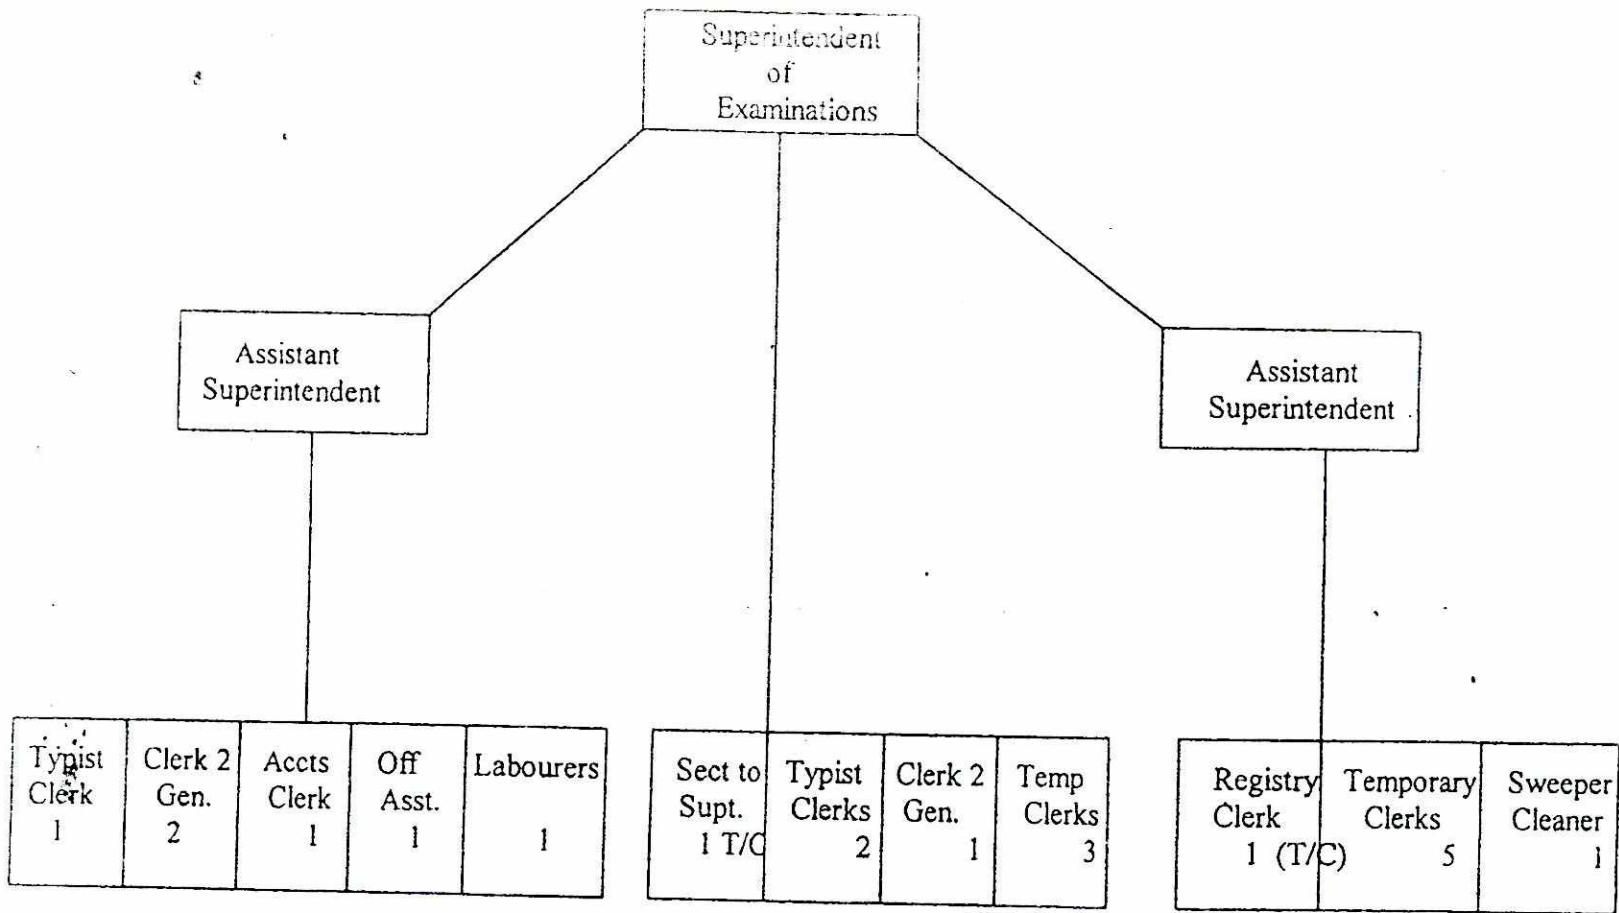 Superintendent
of
Examinations
Assistant
Superintendent
Assistant
Superintendent
Typist
Clerk
1
Clerk 2
Gen.
2
Accts
Clerk
1
Off
Asst.
1
Labourers
1
Sect to
Supt.
1 T/C
Typist
Clerks
2
Clerk 2
Gen.
1
Temp
Clerks
3
Registry
Clerk
1 (T/C)
Temporary
Clerks
5
Sweeper
Cleaner
1